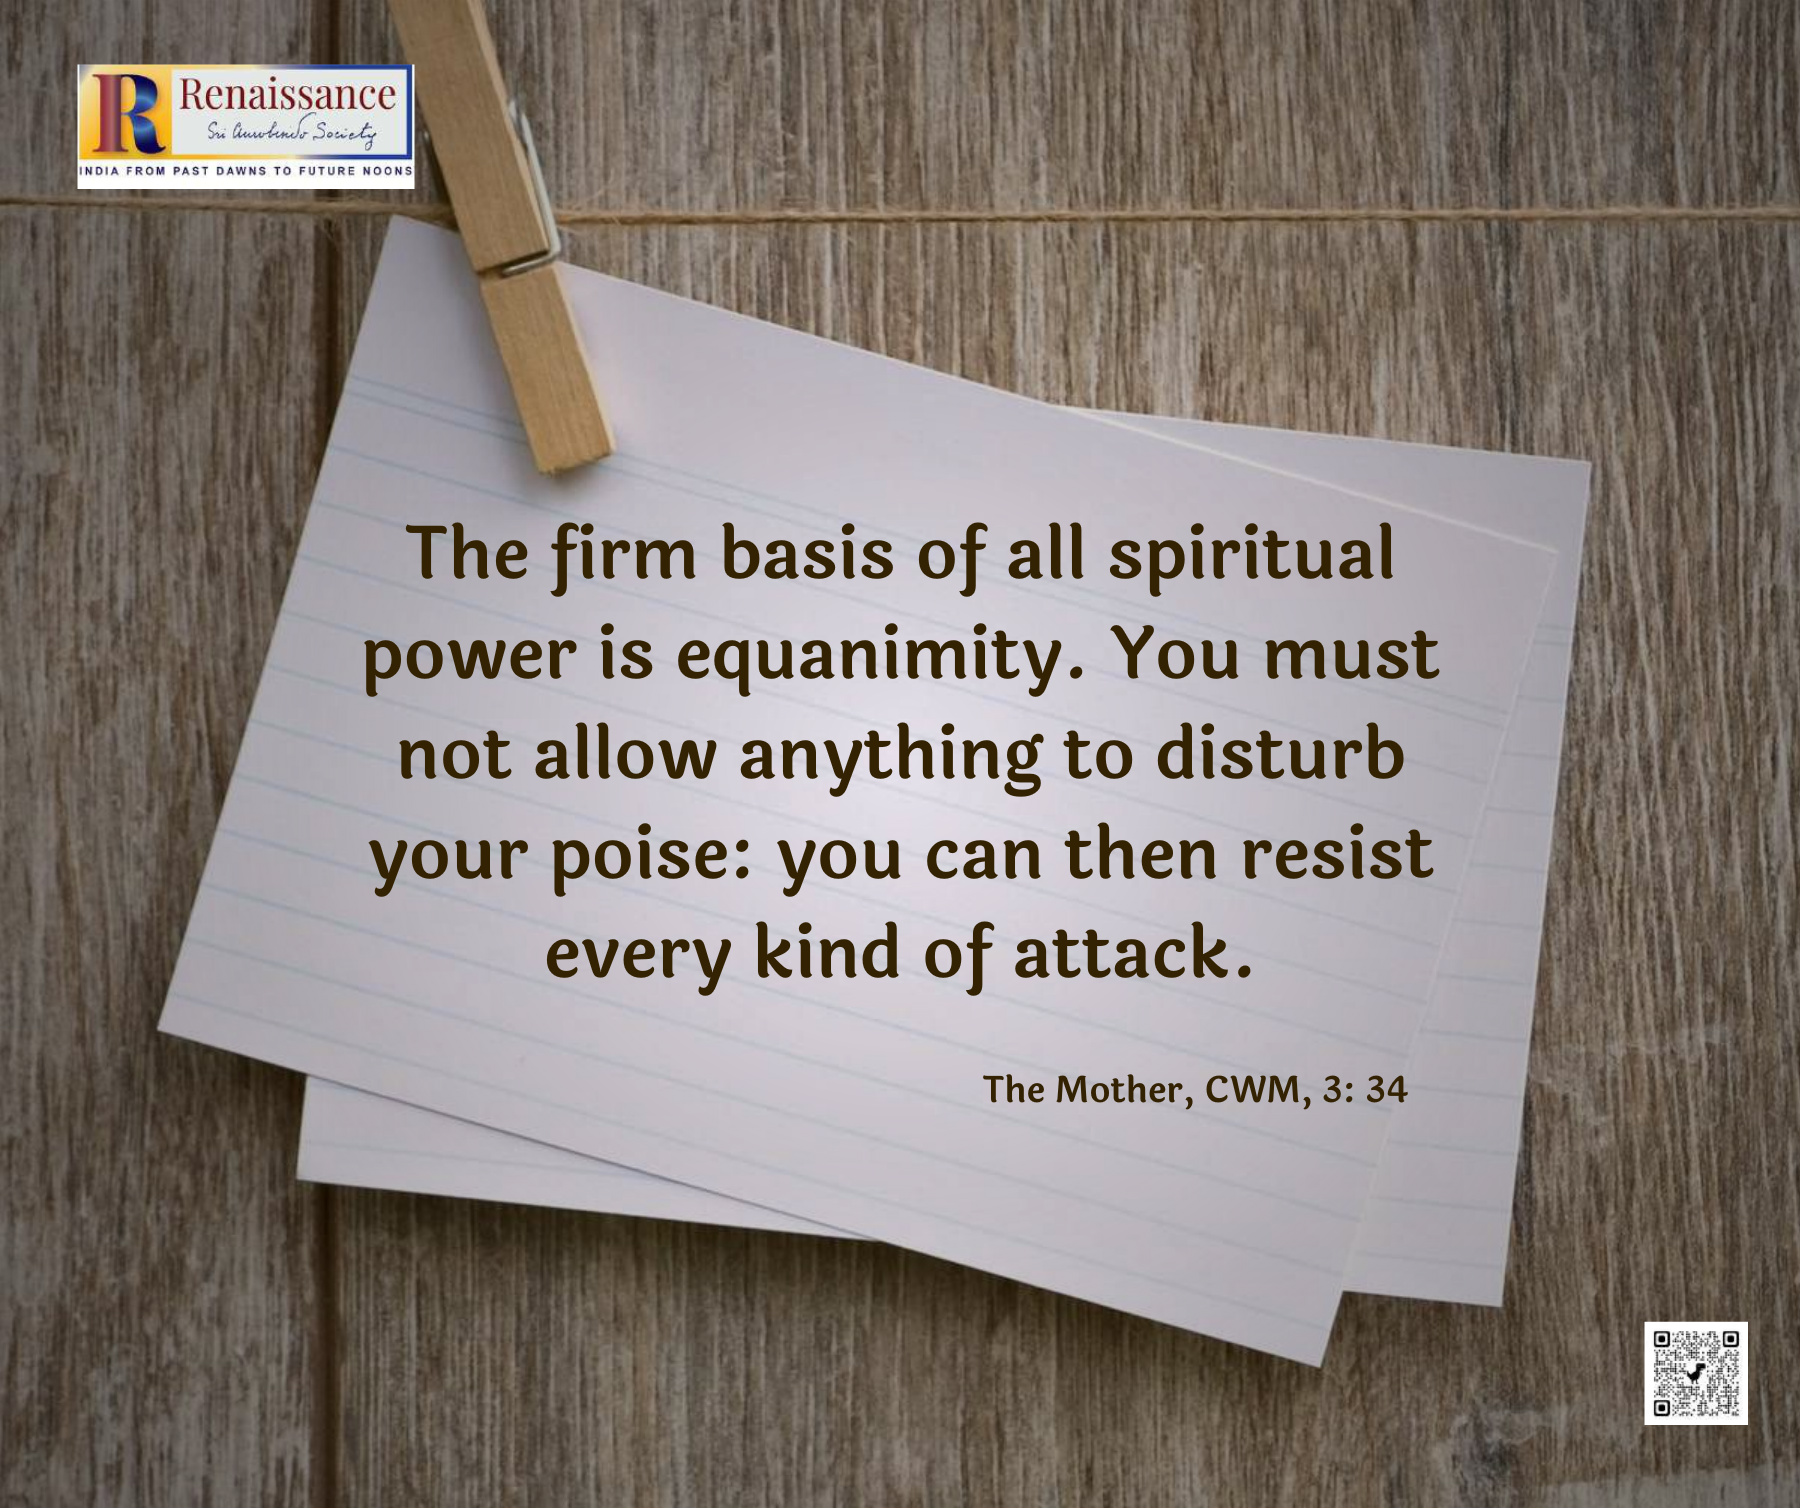 R Renaissance
Sri Aurobindo Society
INDIA FROM PAST DAWNS TO FUTURE NOONS
The firm basis of all spiritual
power is equanimity. You must
not allow anything to disturb
your poise: you can then resist
every kind of attack.
The Mother, CWM, 3: 34